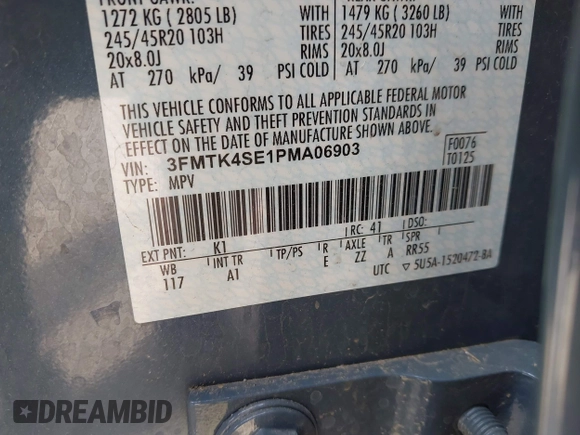 1272 KG ( 2805 LB) WITH 1479 KG ( 3260 LB) WITH
245/45R20 103H TIRES 245/45R20 103H TIRES
20x8.0J RIMS 20x8.0J RIMS
AT 270 kPa/ 39 PSI COLD AT 270 kPa/ 39 PSI COLD
THIS VEHICLE CONFORMS TO ALL APPLICABLE FEDERAL MOTOR
VEHICLE SAFETY AND THEFT PREVENTION STANDARDS IN
EFFECT ON THE DATE OF MANUFACTURE SHOWN ABOVE.
VIN: 3FMTK4SE1PMA06903 F0076
TYPE: MPV T0125
EXT PNT: K1 RC: 41 DSO:
WB INT TR TP/PS R AXLE TR SPR
117 A1 E ZZ A RR55
UTC ▽ 5U5A-1520472-BA
DREAMBID